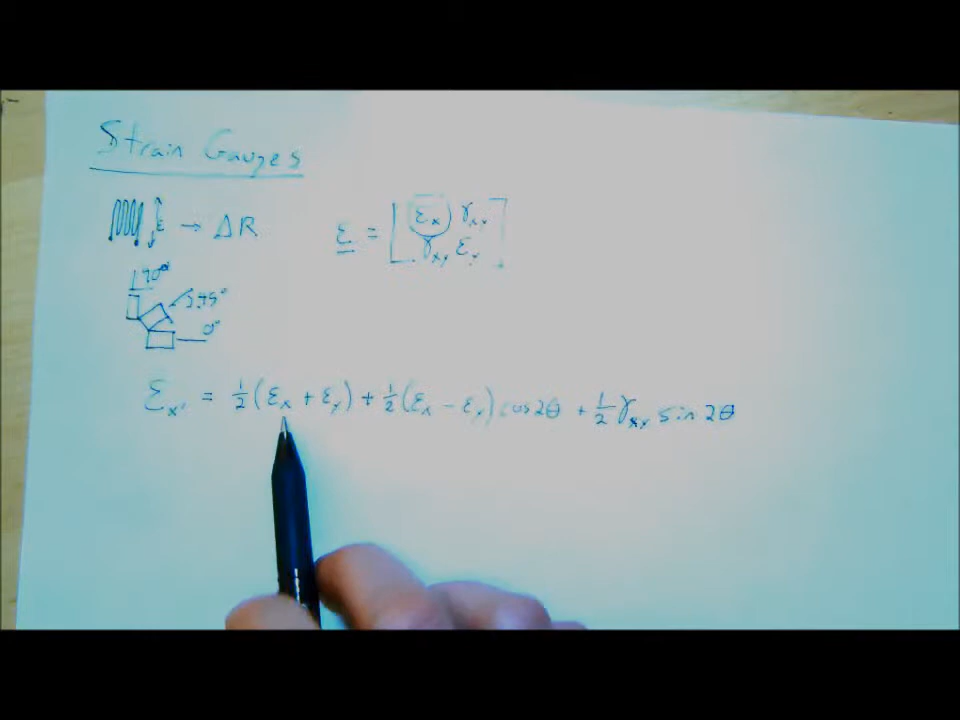 Strain Gauges
ε → ΔR
ε = [ εx γxy
γxy εy ]
90°
45°
0°
εx' = 1/2 (εx + εy) + 1/2 (εx - εy) cos 2θ + 1/2 γxy sin 2θ